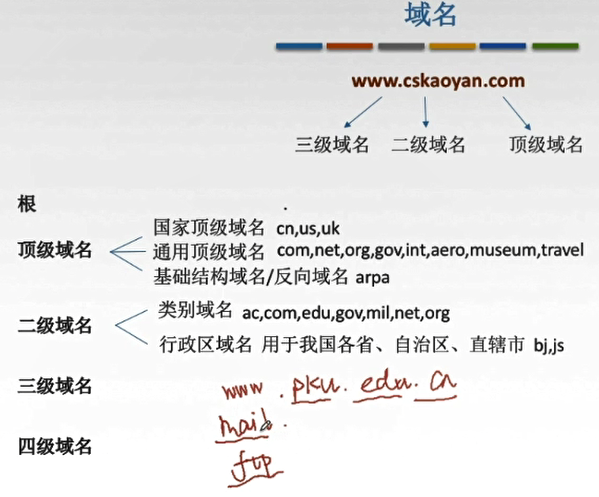 域名
www.cskaoyan.com
三级域名 二级域名 顶级域名
根
国家顶级域名 cn,us,uk
顶级域名 通用顶级域名 com,net,org,gov,int,aero,museum,travel
基础结构域名/反向域名 arpa
类别域名 ac,com,edu,gov,mil,net,org
二级域名
行政区域名 用于我国各省、自治区、直辖市 bj,js
三级域名 www.pku.edu.cn
mail.
四级域名
ftp